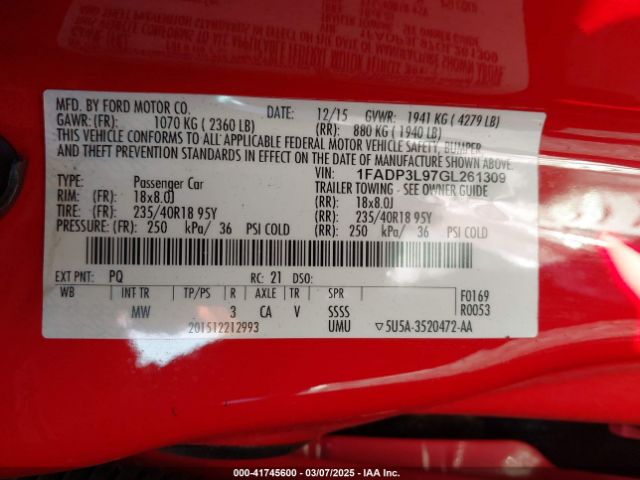 MFD. BY FORD MOTOR CO. DATE: 12/15 GVWR: 1941 KG ( 4279 LB)
GAWR: (FR): 1070 KG ( 2360 LB) (RR): 880 KG ( 1940 LB)
THIS VEHICLE CONFORMS TO ALL APPLICABLE FEDERAL MOTOR VEHICLE SAFETY, BUMPER,
AND THEFT PREVENTION STANDARDS IN EFFECT ON THE DATE OF MANUFACTURE SHOWN ABOVE.
VIN: 1FADP3L97GL261309
TYPE: Passenger Car TRAILER TOWING - SEE OWNER GUIDE
RIM: (FR): 18x8.0J (RR): 18x8.0J
TIRE: (FR): 235/40R18 95Y (RR): 235/40R18 95Y
PRESSURE: (FR): 250 kPa/ 36 PSI COLD (RR): 250 kPa/ 36 PSI COLD
EXT PNT: PQ RC: 21 DSO:
WB INT TR TP/PS R AXLE TR SPR F0169
MW 3 CA V SSSS R0053
201512212993 UMU ▽5U5A-3520472-AA
000-41745600 - 03/07/2025 - IAA Inc.